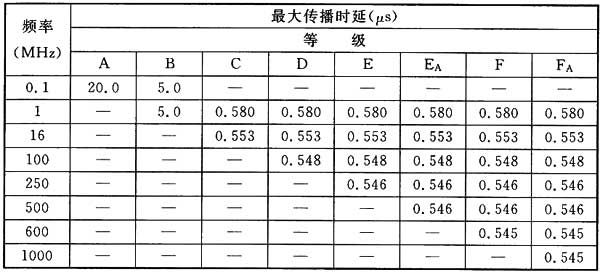 频率
(MHz)
最大传播时延(μs)
等 级
A B C D E EA F FA
0.1 20.0 5.0 — — — — — —
1 — 5.0 0.580 0.580 0.580 0.580 0.580 0.580
16 — — 0.553 0.553 0.553 0.553 0.553 0.553
100 — — — 0.548 0.548 0.548 0.548 0.548
250 — — — — 0.546 0.546 0.546 0.546
500 — — — — — 0.546 0.546 0.546
600 — — — — — — 0.545 0.545
1000 — — — — — — — 0.545